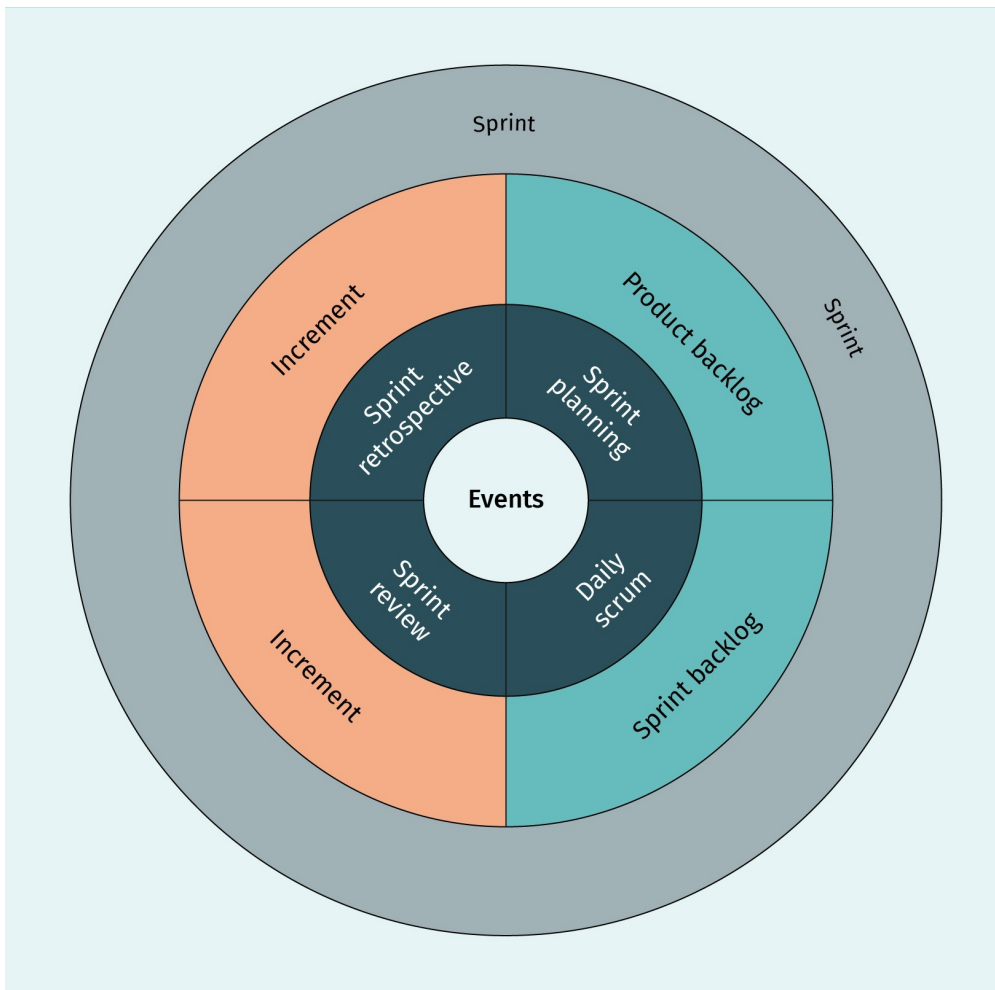 Sprint
Sprint
Increment
Product backlog
Sprint
retrospective
Sprint
planning
Events
Sprint
review
Daily
scrum
Increment
Sprint backlog